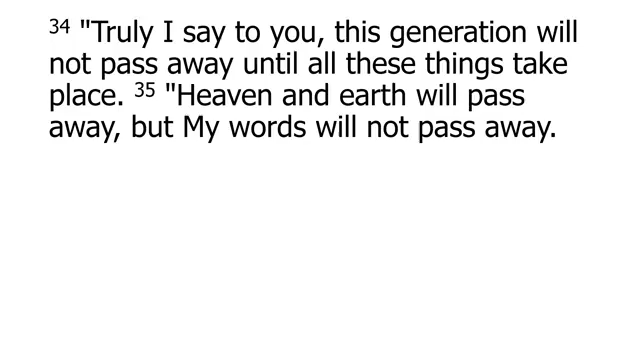 34 "Truly I say to you, this generation will
not pass away until all these things take
place. 35 "Heaven and earth will pass
away, but My words will not pass away.